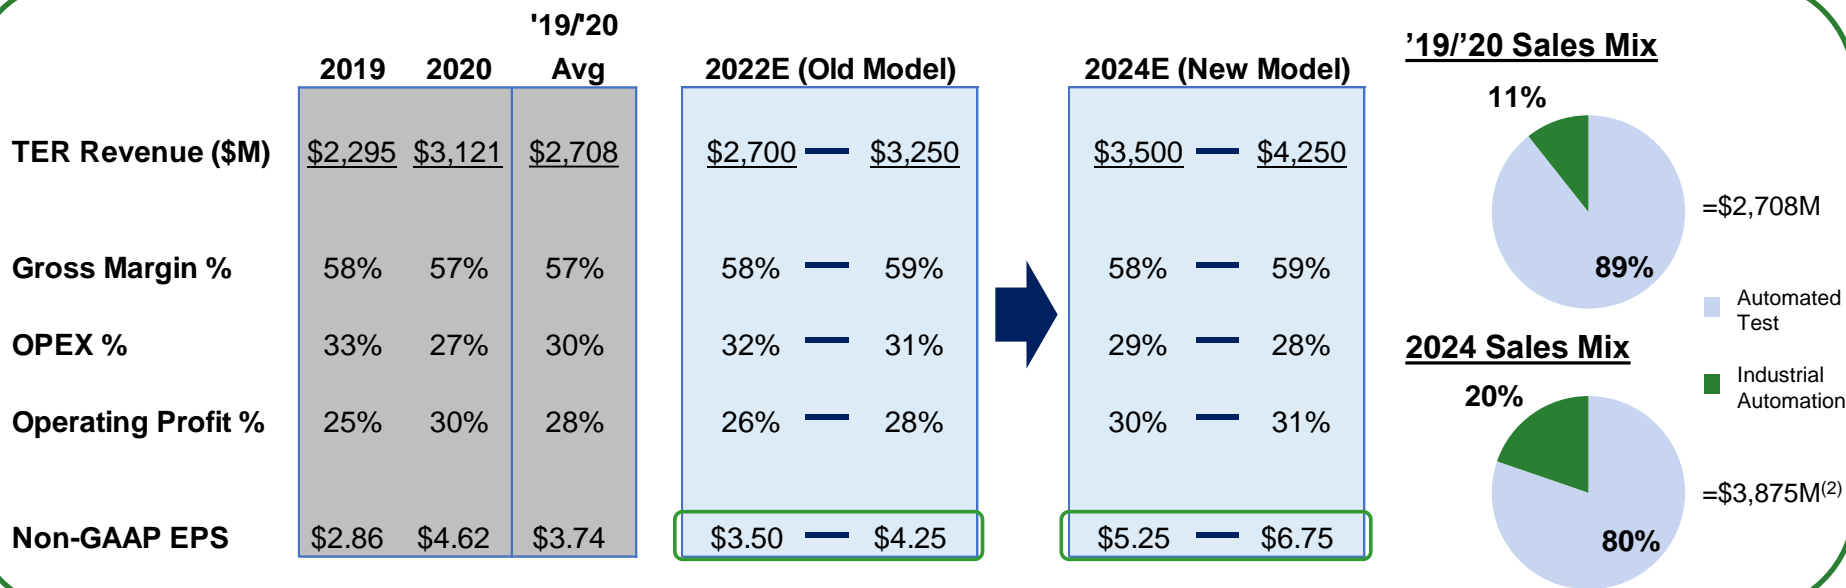 '19/'20
2019 2020 Avg 2022E (Old Model) 2024E (New Model)
TER Revenue ($M) $2,295 $3,121 $2,708 $2,700 — $3,250 $3,500 — $4,250
Gross Margin % 58% 57% 57% 58% — 59% 58% — 59%
OPEX % 33% 27% 30% 32% — 31% 29% — 28%
Operating Profit % 25% 30% 28% 26% — 28% 30% — 31%
Non-GAAP EPS $2.86 $4.62 $3.74 $3.50 — $4.25 $5.25 — $6.75
’19/’20 Sales Mix
11%
=$2,708M
89%
Automated
Test
2024 Sales Mix
Industrial
Automation
20%
=$3,875M(2)
80%